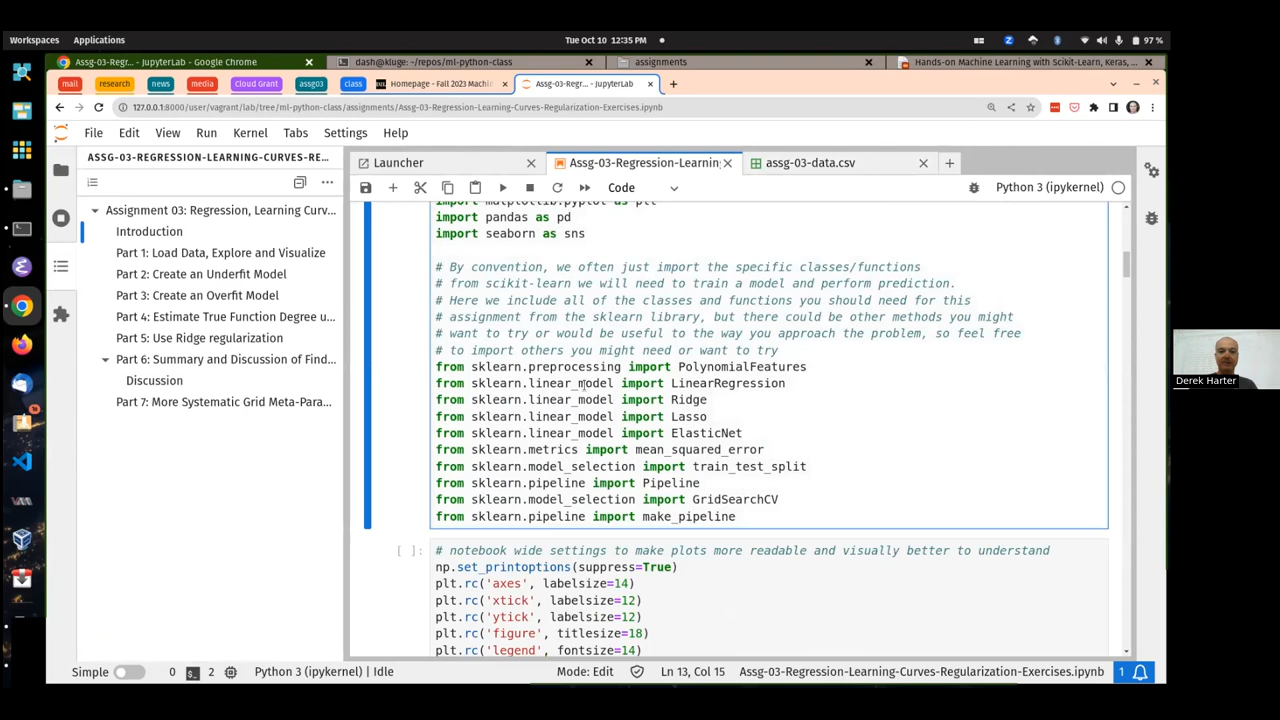 Workspaces Applications Tue Oct 10 12:35 PM 97 %
Assg-03-Regr... - JupyterLab - Google Chrome dash@kluge: ~/repos/ml-python-class assignments Hands-on Machine Learning with Scikit-Learn, Keras, ...
mail research news media Cloud Grant assg03 class Homepage - Fall 2023 Machi Assg-03-Regr... - JupyterLab
127.0.0.1:8000/user/vagrant/lab/tree/ml-python-class/assignments/Assg-03-Regression-Learning-Curves-Regularization-Exercises.ipynb
File Edit View Run Kernel Tabs Settings Help
ASSG-03-REGRESSION-LEARNING-CURVES-RE...
Launcher Assg-03-Regression-Learning assg-03-data.csv
Code Python 3 (ipykernel)
Assignment 03: Regression, Learning Curv...
Introduction
Part 1: Load Data, Explore and Visualize
Part 2: Create an Underfit Model
Part 3: Create an Overfit Model
Part 4: Estimate True Function Degree u...
Part 5: Use Ridge regularization
Part 6: Summary and Discussion of Find...
Discussion
Part 7: More Systematic Grid Meta-Para...
import matplotlib.pyplot as plt
import pandas as pd
import seaborn as sns
# By convention, we often just import the specific classes/functions
# from scikit-learn we will need to train a model and perform prediction.
# Here we include all of the classes and functions you should need for this
# assignment from the sklearn library, but there could be other methods you might
# want to try or would be useful to the way you approach the problem, so feel free
# to import others you might need or want to try
from sklearn.preprocessing import PolynomialFeatures
from sklearn.linear_model import LinearRegression
from sklearn.linear_model import Ridge
from sklearn.linear_model import Lasso
from sklearn.linear_model import ElasticNet
from sklearn.metrics import mean_squared_error
from sklearn.model_selection import train_test_split
from sklearn.pipeline import Pipeline
from sklearn.model_selection import GridSearchCV
from sklearn.pipeline import make_pipeline
[ ]: # notebook wide settings to make plots more readable and visually better to understand
np.set_printoptions(suppress=True)
plt.rc('axes', labelsize=14)
plt.rc('xtick', labelsize=12)
plt.rc('ytick', labelsize=12)
plt.rc('figure', titlesize=18)
plt.rc('legend', fontsize=14)
Simple 0 2 Python 3 (ipykernel) | Idle Mode: Edit Ln 13, Col 15 Assg-03-Regression-Learning-Curves-Regularization-Exercises.ipynb 1
Derek Harter